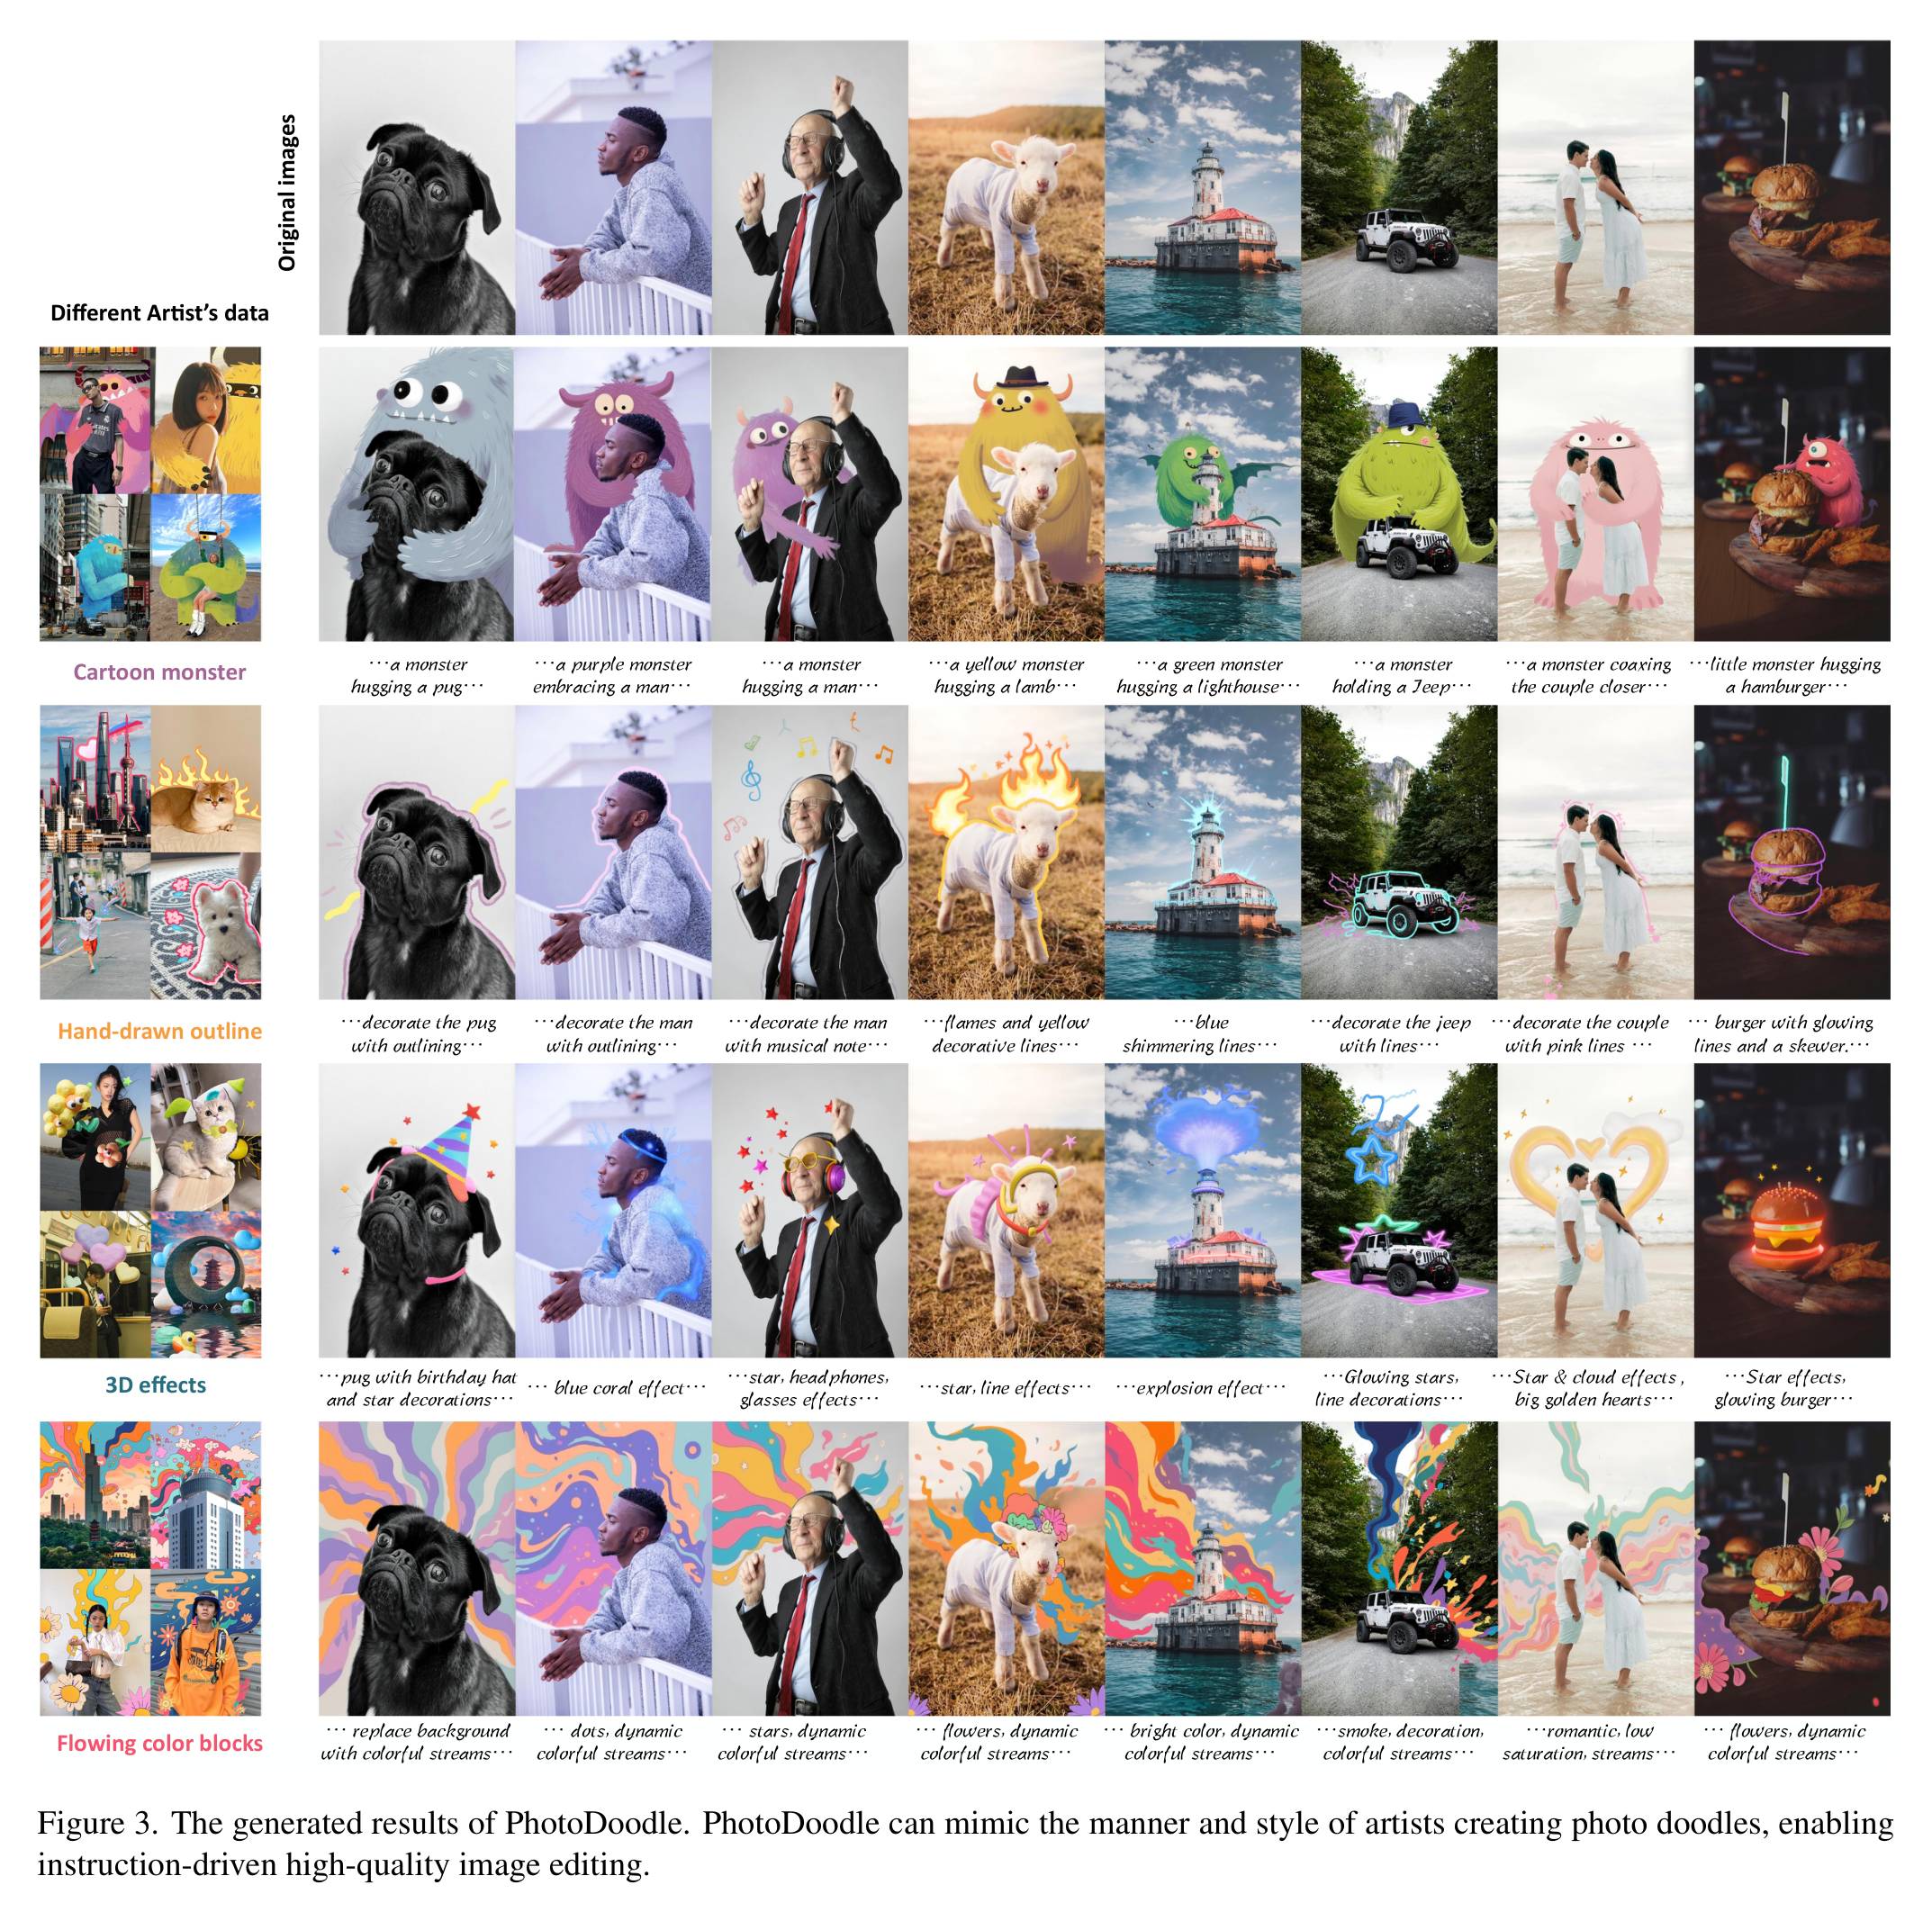 Original images
Different Artist's data
Cartoon monster
···a monster
hugging a pug···
···a purple monster
embracing a man···
···a monster
hugging a man···
···a yellow monster
hugging a lamb···
···a green monster
hugging a lighthouse···
···a monster
holding a Jeep···
···a monster coaxing
the couple closer···
···little monster hugging
a hamburger···
Hand-drawn outline
···decorate the pug
with outlining···
···decorate the man
with outlining···
···decorate the man
with musical note···
···flames and yellow
decorative lines···
···blue
shimmering lines···
···decorate the jeep
with lines···
···decorate the couple
with pink lines ···
··· burger with glowing
lines and a skewer.···
3D effects
···pug with birthday hat
and star decorations···
··· blue coral effect···
···star, headphones,
glasses effects···
···star, line effects···
···explosion effect···
···Glowing stars,
line decorations···
···Star & cloud effects ,
big golden hearts···
···Star effects,
glowing burger···
Flowing color blocks
··· replace background
with colorful streams···
··· dots, dynamic
colorful streams···
··· stars, dynamic
colorful streams···
··· flowers, dynamic
colorful streams···
··· bright color, dynamic
colorful streams···
···smoke, decoration,
colorful streams···
···romantic, low
saturation, streams···
··· flowers, dynamic
colorful streams···
Figure 3. The generated results of PhotoDoodle. PhotoDoodle can mimic the manner and style of artists creating photo doodles, enabling
instruction-driven high-quality image editing.